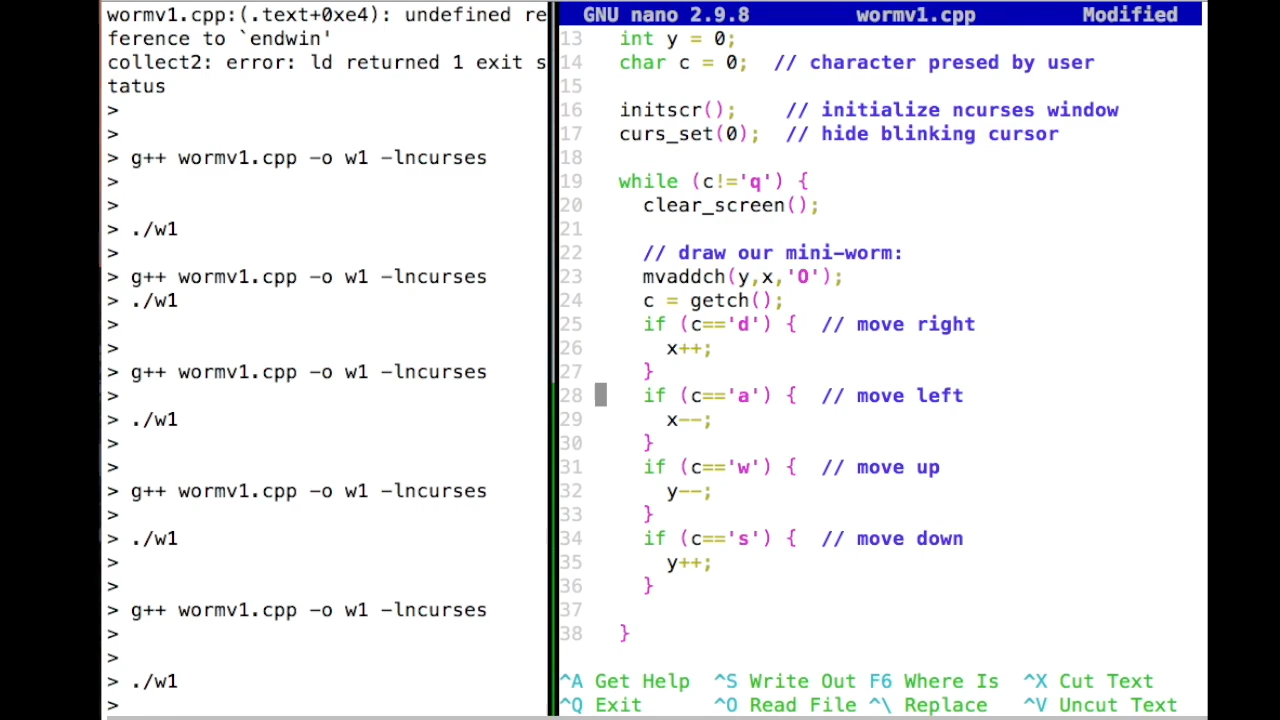 wormv1.cpp:(.text+0xe4): undefined re
ference to `endwin'
collect2: error: ld returned 1 exit s
tatus
>
>
> g++ wormv1.cpp -o w1 -lncurses
>
>
> ./w1
>
> g++ wormv1.cpp -o w1 -lncurses
> ./w1
>
>
> g++ wormv1.cpp -o w1 -lncurses
>
> ./w1
>
>
> g++ wormv1.cpp -o w1 -lncurses
>
> ./w1
>
>
> g++ wormv1.cpp -o w1 -lncurses
>
>
> ./w1
>
GNU nano 2.9.8 wormv1.cpp Modified
13 int y = 0;
14 char c = 0; // character presed by user
15
16 initscr(); // initialize ncurses window
17 curs_set(0); // hide blinking cursor
18
19 while (c!='q') {
20 clear_screen();
21
22 // draw our mini-worm:
23 mvaddch(y,x,'O');
24 c = getch();
25 if (c=='d') { // move right
26 x++;
27 }
28 if (c=='a') { // move left
29 x--;
30 }
31 if (c=='w') { // move up
32 y--;
33 }
34 if (c=='s') { // move down
35 y++;
36 }
37
38 }
^A Get Help ^S Write Out F6 Where Is ^X Cut Text
^Q Exit ^O Read File ^\ Replace ^V Uncut Text